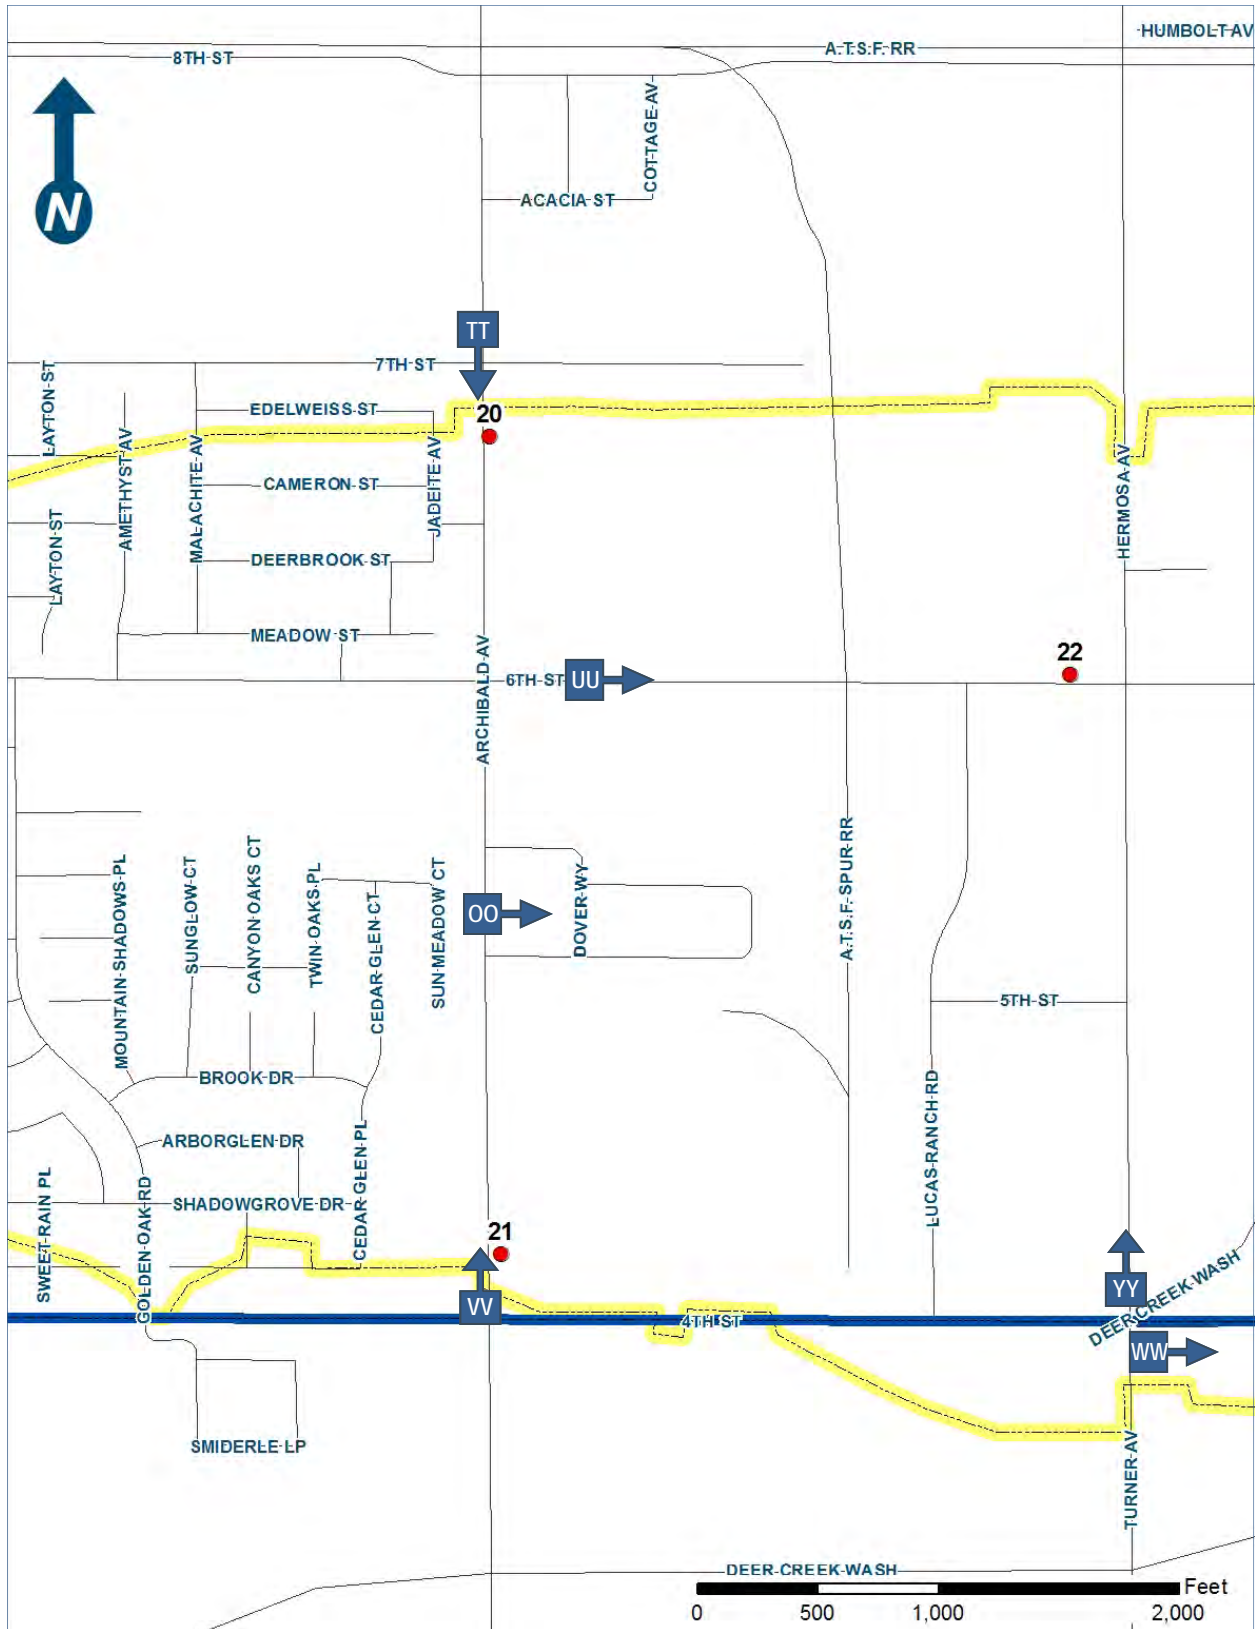 HUMBOLT AV
A.T.S.F. RR
8TH ST
COTTAGE AV
ACACIA ST
N
TT
7TH ST
LAYTON ST
EDELWEISS ST
20
AMETHYST AV
MALACHITE AV
JADEITE AV
CAMERON ST
HERMOSA AV
LAYTON ST
DEERBROOK ST
MEADOW ST
ARCHIBALD AV
22
6TH ST
UU
A.T.S.F. SPUR RR
MOUNTAIN SHADOWS PL
SUNGLOW CT
CANYON OAKS CT
TWIN OAKS PL
CEDAR GLEN CT
SUN MEADOW CT
OO
DOVER WY
5TH ST
BROOK DR
LUCAS RANCH RD
ARBORGLEN DR
CEDAR GLEN PL
SWEET RAIN PL
GOLDEN OAK RD
SHADOWGROVE DR
21
VV
YY
DEER CREEK WASH
4TH ST
WW
SMIDERLE LP
TURNER AV
DEER CREEK WASH
Feet
0 500 1,000 2,000